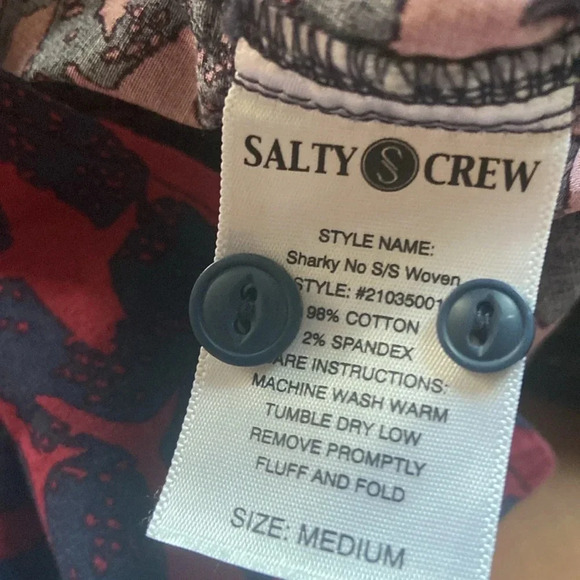 SALTY S CREW
STYLE NAME:
Sharky No S/S Woven
STYLE: #21035001
98% COTTON
2% SPANDEX
ARE INSTRUCTIONS:
MACHINE WASH WARM
TUMBLE DRY LOW
REMOVE PROMPTLY
FLUFF AND FOLD
SIZE: MEDIUM